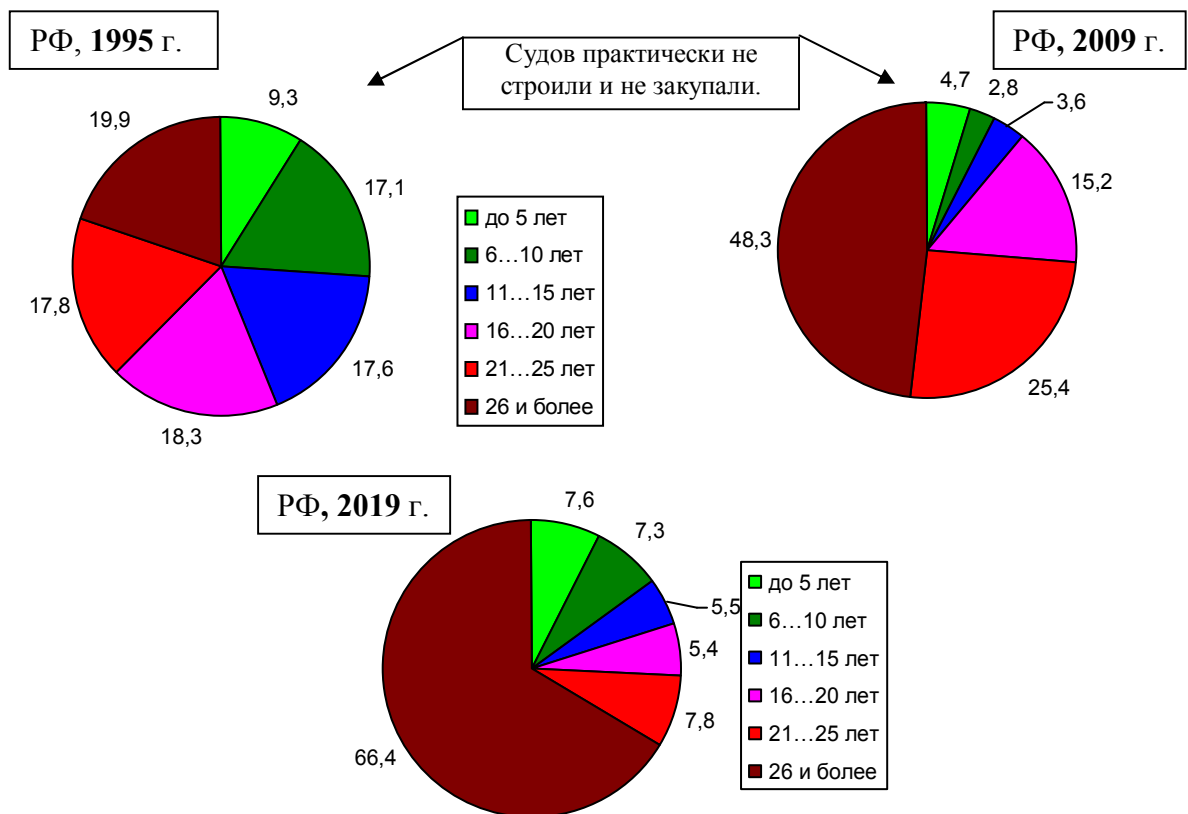 РФ, 1995 г.
Судов практически не
строили и не закупали.
РФ, 2009 г.
9,3
17,1
17,6
18,3
17,8
19,9
до 5 лет
6…10 лет
11…15 лет
16…20 лет
21…25 лет
26 и более
4,7
2,8
3,6
15,2
25,4
48,3
РФ, 2019 г.
7,6
7,3
5,5
5,4
7,8
66,4
до 5 лет
6…10 лет
11…15 лет
16…20 лет
21…25 лет
26 и более